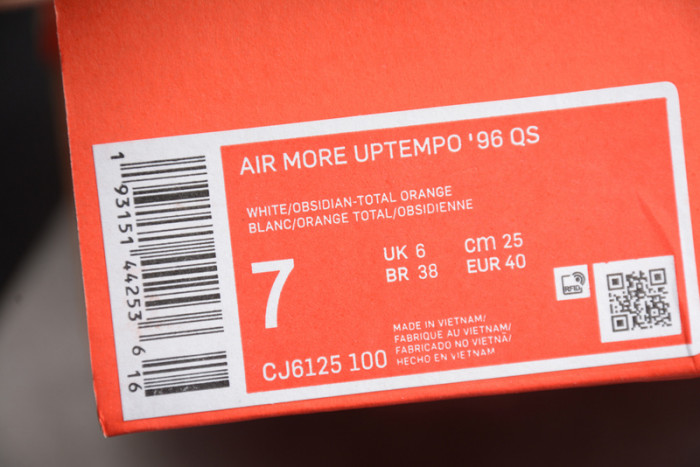 AIR MORE UPTEMPO '96 QS
WHITE/OBSIDIAN-TOTAL ORANGE
BLANC/ORANGE TOTAL/OBSIDIENNE
7
UK 6 cm 25
BR 38 EUR 40
RFID
MADE IN VIETNAM/
FABRIQUE AU VIETNAM/
FABRICADO NO VIETNÃ/
HECHO EN VIETNAM
CJ6125 100
1 93151 44253 6 16